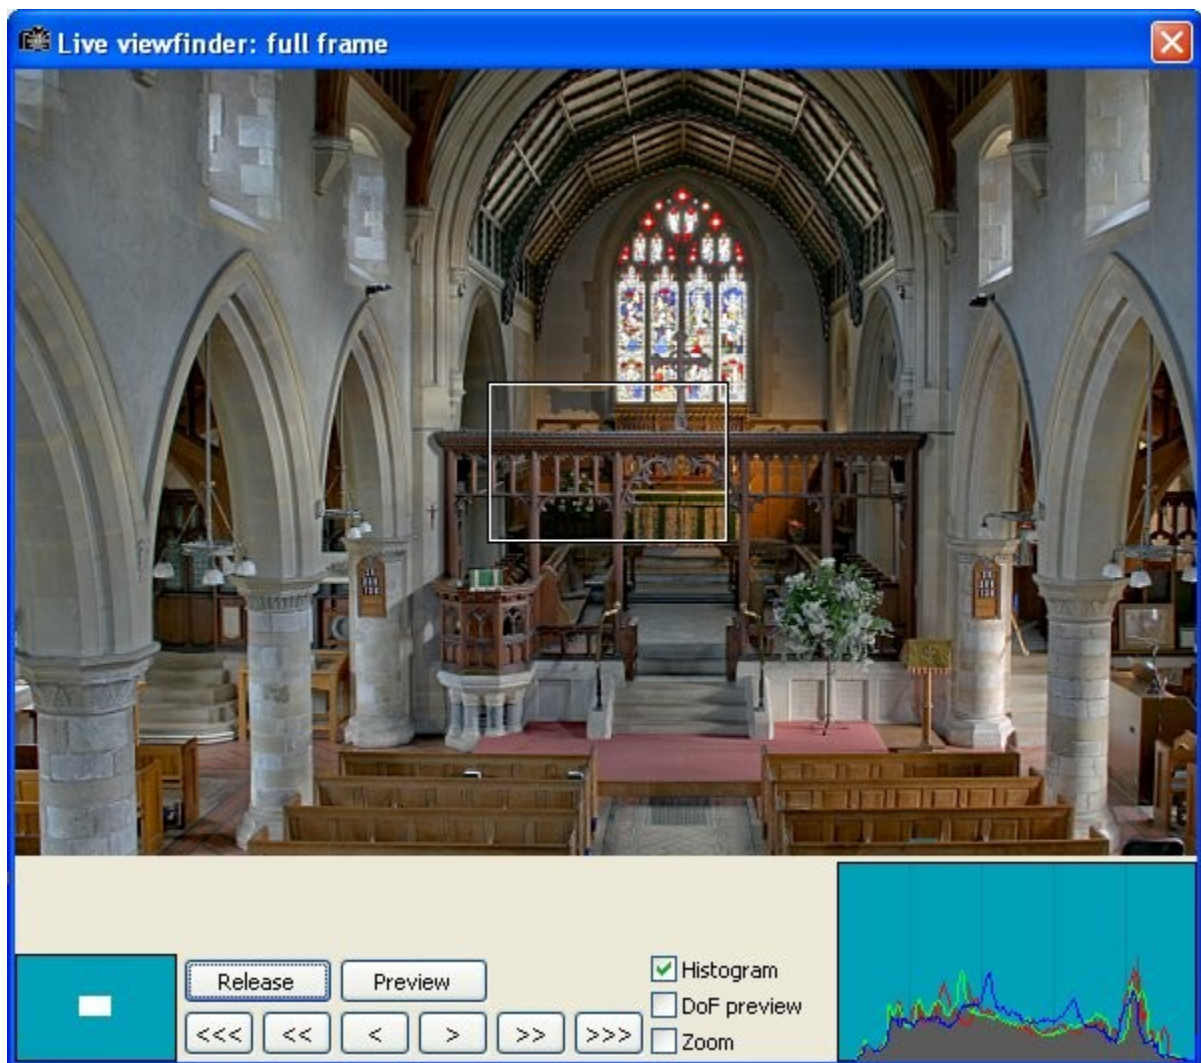 Live viewfinder: full frame
Release
Preview
Histogram
DoF preview
Zoom
<<<
<<
<
>
>>
>>>